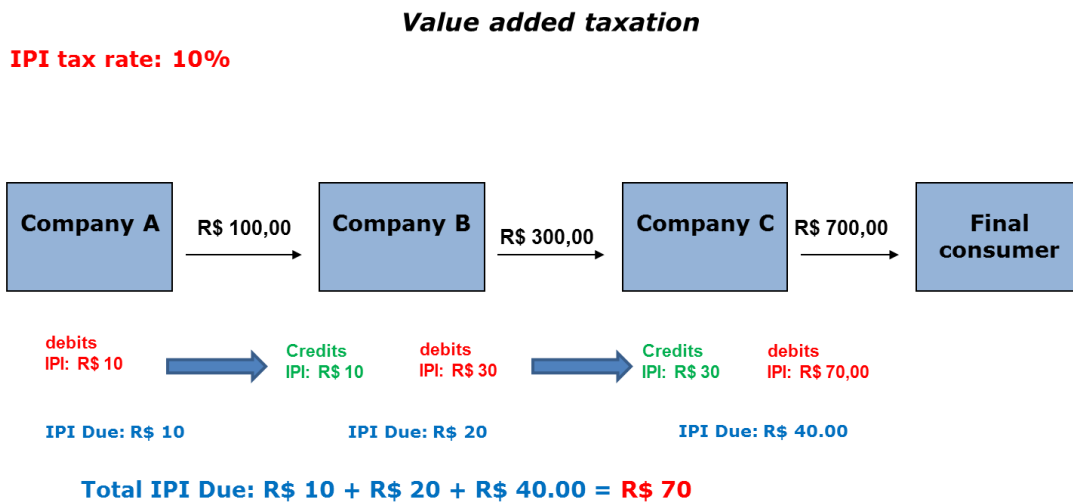 Value added taxation
IPI tax rate: 10%
Company A
R$ 100,00
Company B
R$ 300,00
Company C
R$ 700,00
Final
consumer
debits
IPI: R$ 10
Credits
IPI: R$ 10
debits
IPI: R$ 30
Credits
IPI: R$ 30
debits
IPI: R$ 70,00
IPI Due: R$ 10
IPI Due: R$ 20
IPI Due: R$ 40.00
Total IPI Due: R$ 10 + R$ 20 + R$ 40.00 = R$ 70